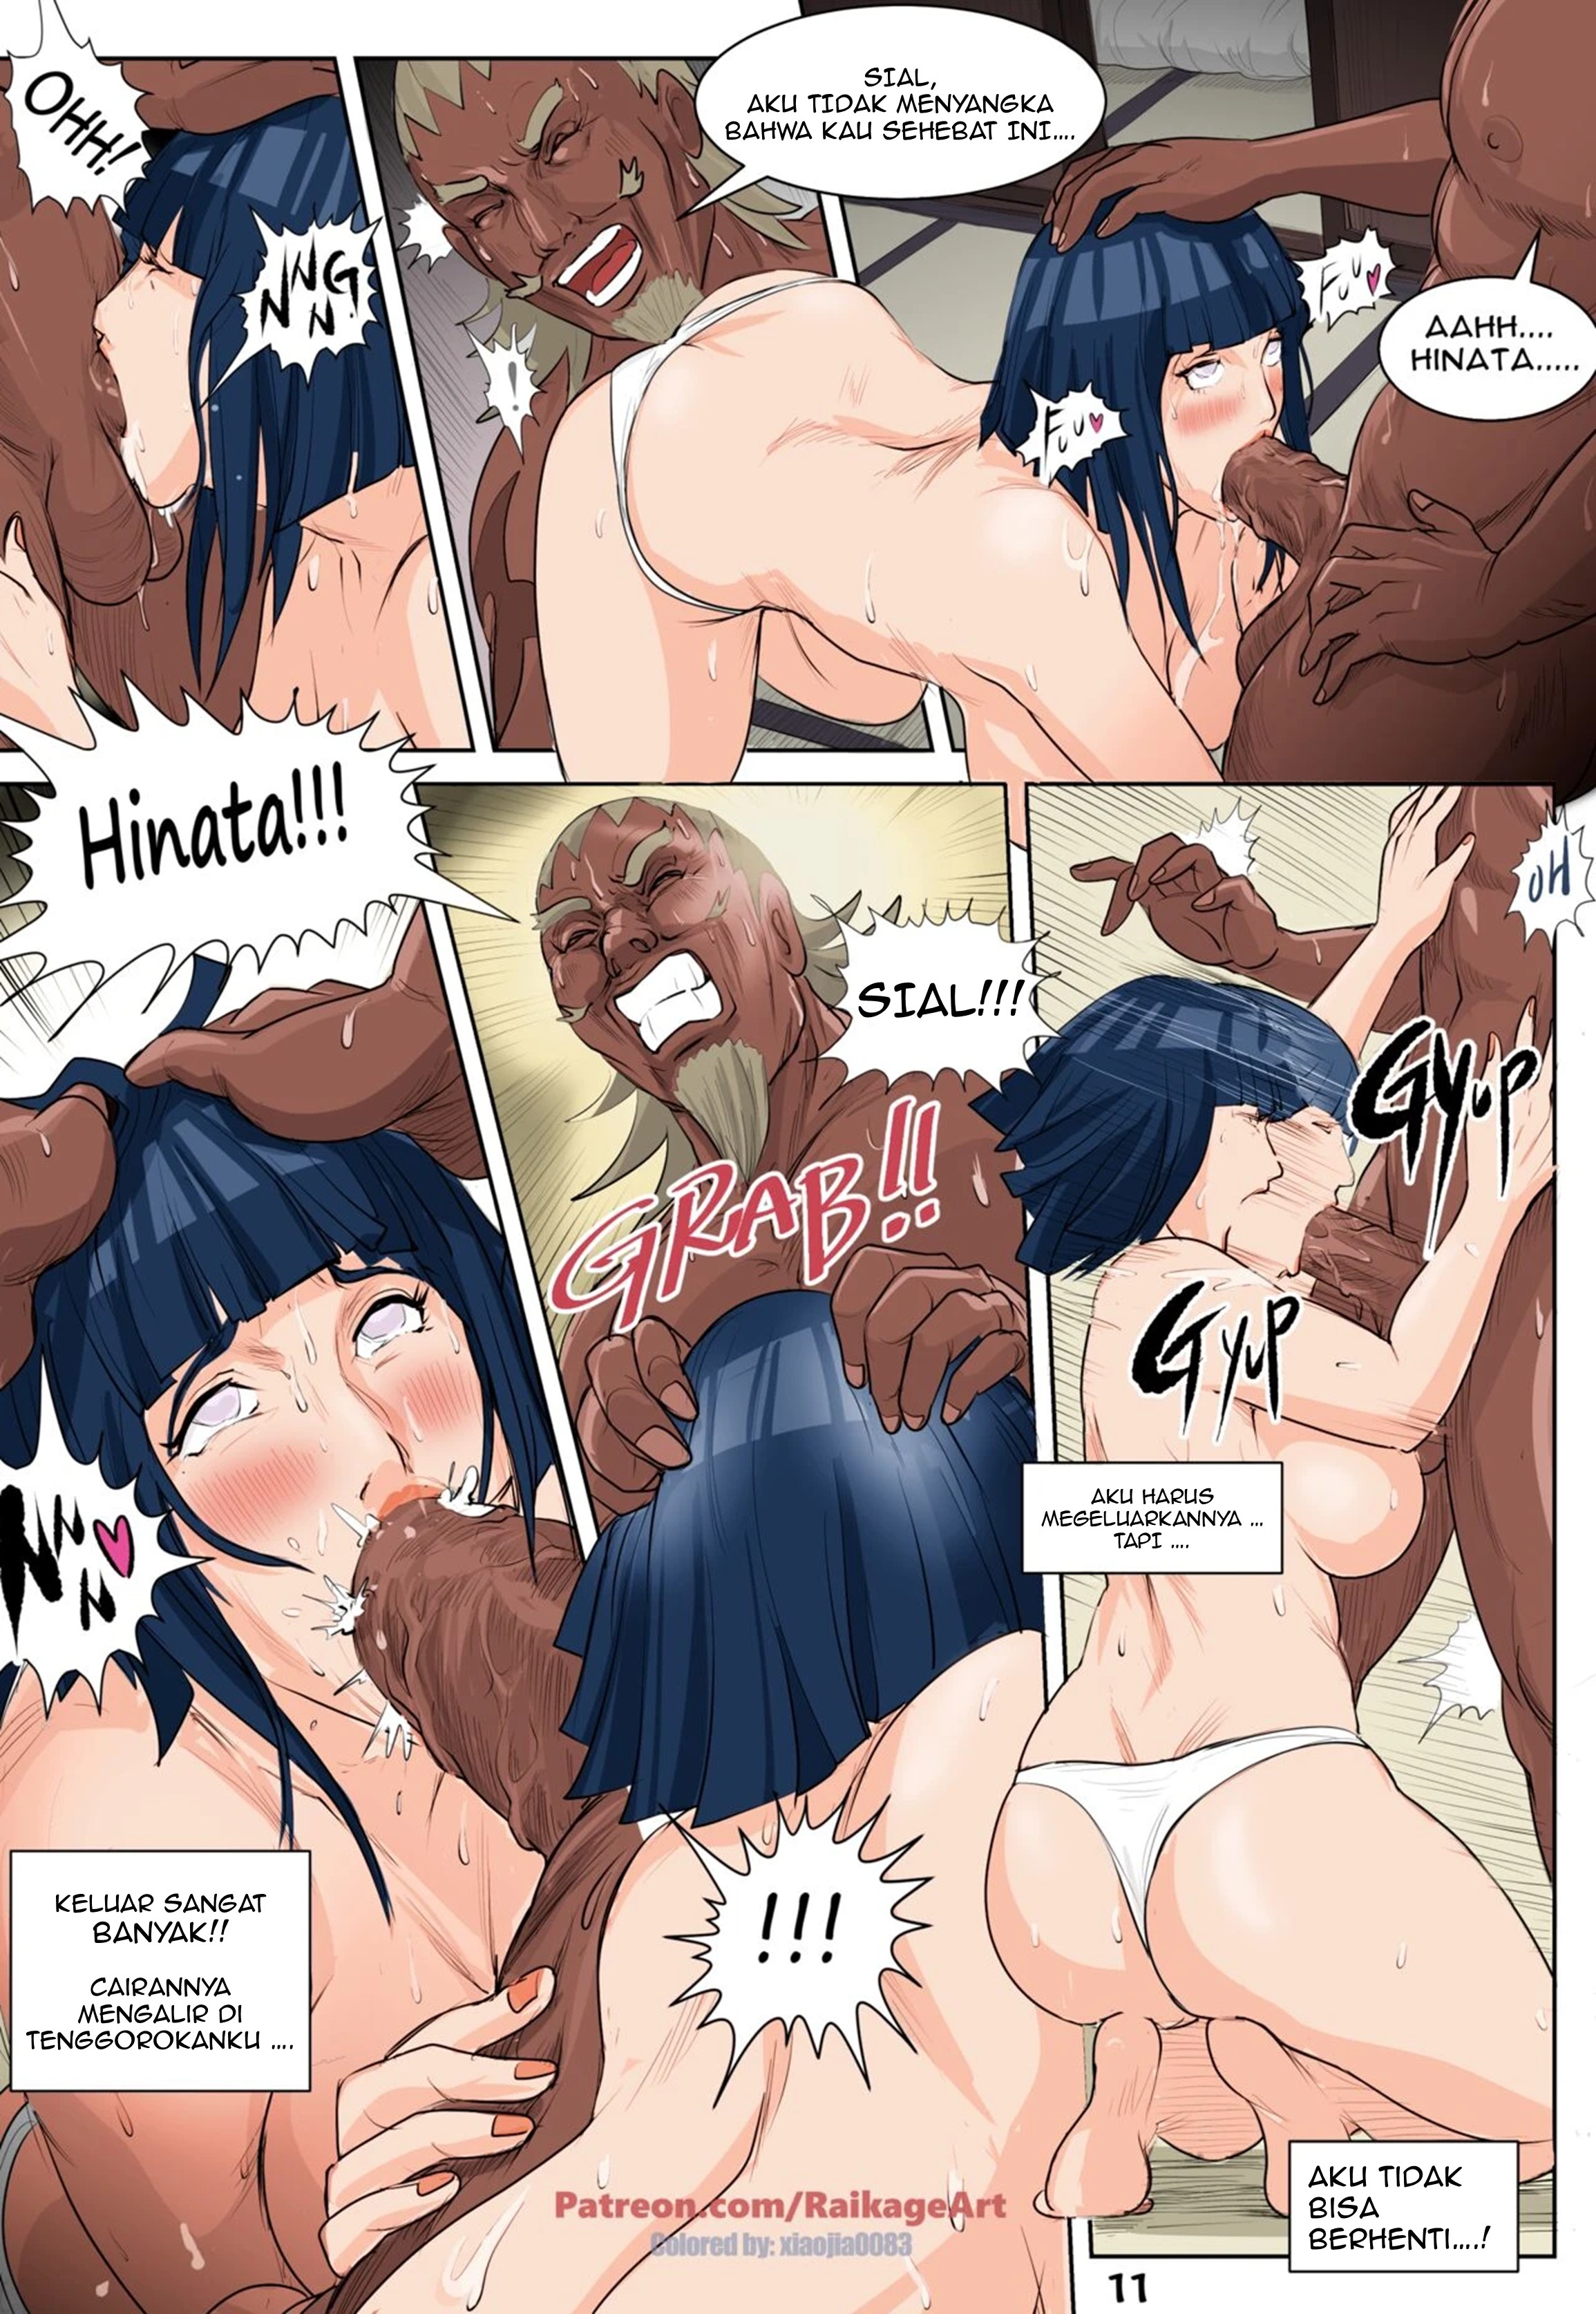 OHH!
NNGN!
SIAL,
AKU TIDAK MENYANGKA
BAHWA KAU SEHEBAT INI....
!
FUU♥
FUU♥
AAHH....
HINATA.....
Hinata!!!
NNN♥
KELUAR SANGAT
BANYAK!!
CAIRANNYA
MENGALIR DI
TENGGOROKANKU ....
SIAL!!!
GRAB!!
!!!
OH
GYUP
GYUP
AKU HARUS
MEGELUARKANNYA ...
TAPI ....
AKU TIDAK
BISA
BERHENTI....!
Patreon.com/RaikageArt
Colored by: xiaojia0083
11